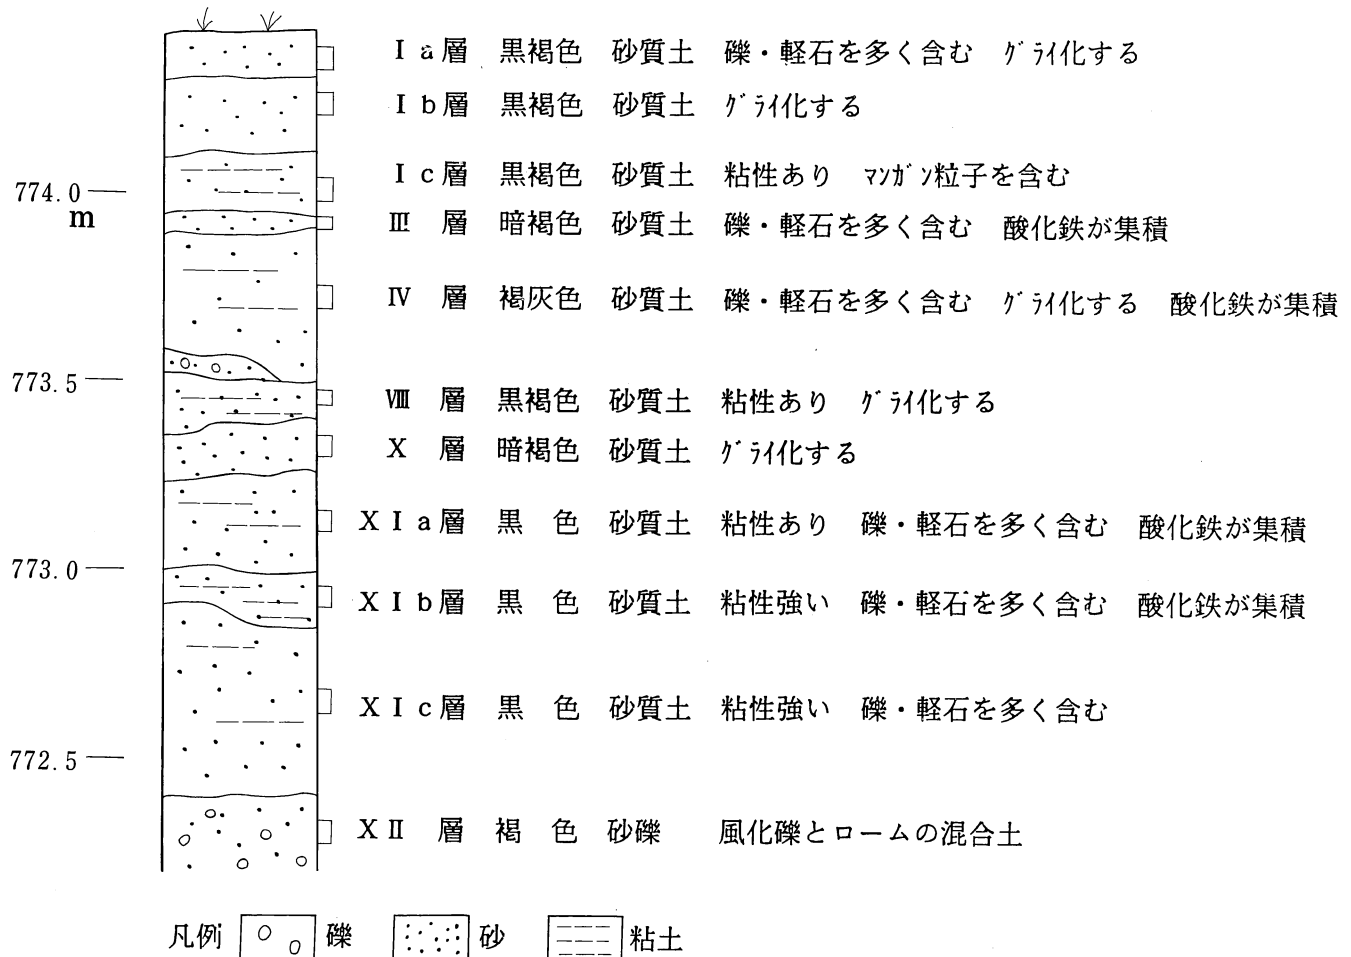 Ⅰa層 黒褐色 砂質土 礫・軽石を多く含む グライ化する
Ⅰb層 黒褐色 砂質土 グライ化する
Ⅰc層 黒褐色 砂質土 粘性あり マンガン粒子を含む
774.0
m
Ⅲ 層 暗褐色 砂質土 礫・軽石を多く含む 酸化鉄が集積
Ⅳ 層 褐灰色 砂質土 礫・軽石を多く含む グライ化する 酸化鉄が集積
773.5
Ⅷ 層 黒褐色 砂質土 粘性あり グライ化する
Ⅹ 層 暗褐色 砂質土 グライ化する
ⅩⅠa層 黒 色 砂質土 粘性あり 礫・軽石を多く含む 酸化鉄が集積
773.0
ⅩⅠb層 黒 色 砂質土 粘性強い 礫・軽石を多く含む 酸化鉄が集積
ⅩⅠc層 黒 色 砂質土 粘性強い 礫・軽石を多く含む
772.5
ⅩⅡ 層 褐 色 砂礫 風化礫とロームの混合土
凡例 礫 砂 粘土